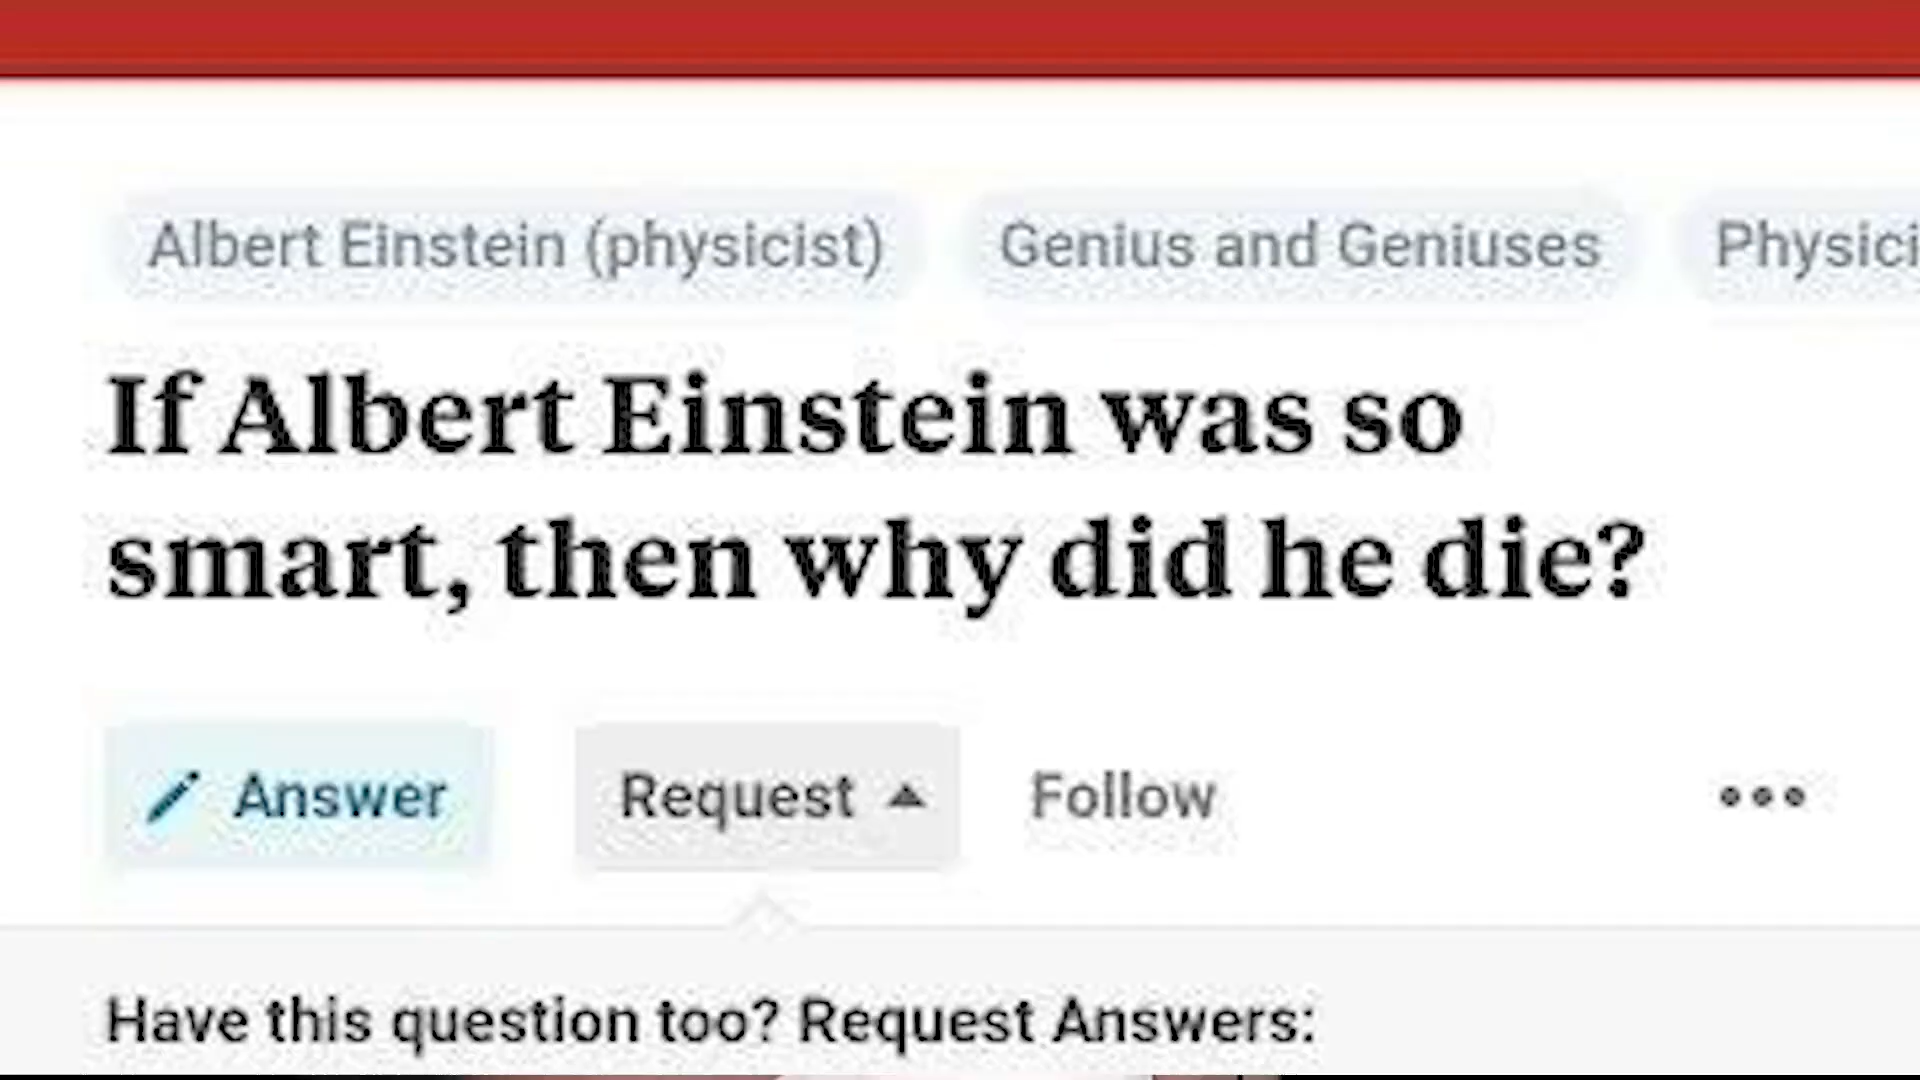 Albert Einstein (physicist) Genius and Geniuses Physici
If Albert Einstein was so
smart, then why did he die?
Answer Request Follow
Have this question too? Request Answers: